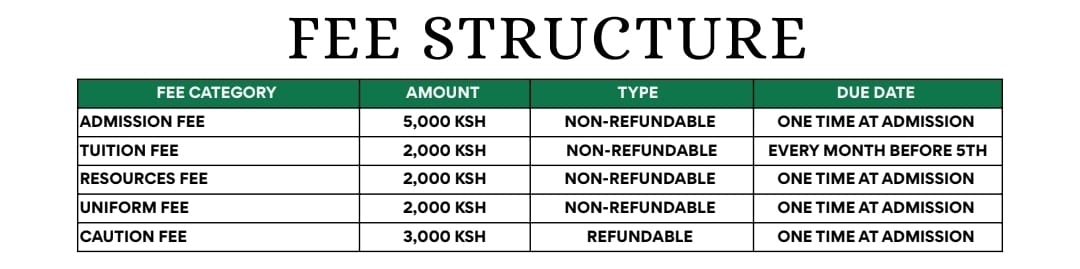 FEE STRUCTURE
FEE CATEGORY AMOUNT TYPE DUE DATE
ADMISSION FEE 5,000 KSH NON-REFUNDABLE ONE TIME AT ADMISSION
TUITION FEE 2,000 KSH NON-REFUNDABLE EVERY MONTH BEFORE 5TH
RESOURCES FEE 2,000 KSH NON-REFUNDABLE ONE TIME AT ADMISSION
UNIFORM FEE 2,000 KSH NON-REFUNDABLE ONE TIME AT ADMISSION
CAUTION FEE 3,000 KSH REFUNDABLE ONE TIME AT ADMISSION